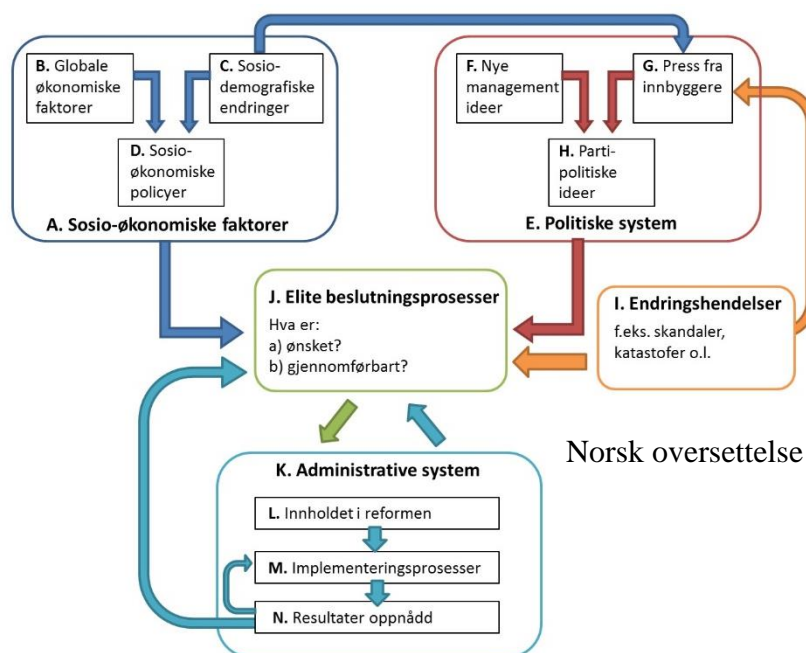 B. Globale
økonomiske
faktorer
C. Sosio-
demografiske
endringer
D. Sosio-
økonomiske
policyer
A. Sosio-økonomiske faktorer
F. Nye
management
ideer
G. Press fra
innbyggere
H. Parti-
politiske
ideer
E. Politiske system
J. Elite beslutningsprosesser
Hva er:
a) ønsket?
b) gjennomførbart?
I. Endringshendelser
f.eks. skandaler,
katastofer o.l.
Norsk oversettelse
K. Administrative system
L. Innholdet i reformen
M. Implementeringsprosesser
N. Resultater oppnådd